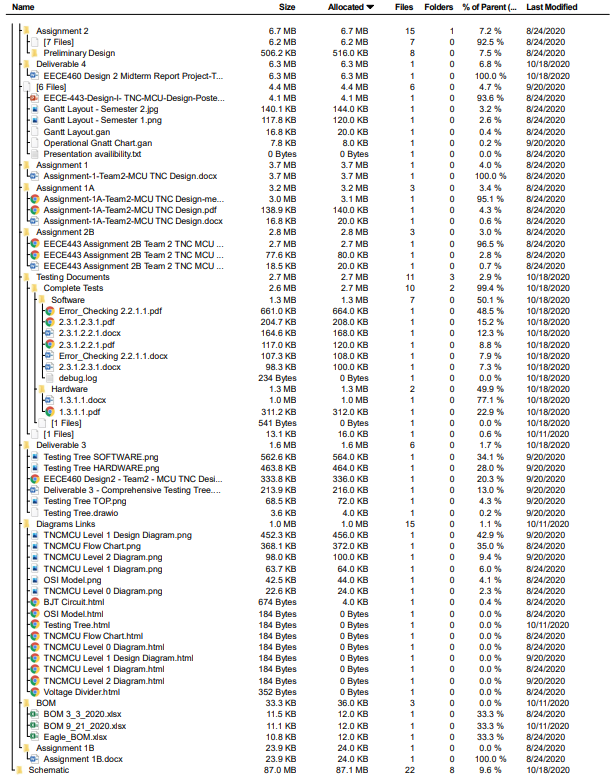 Name Size Allocated Files Folders % of Parent (... Last Modified
Assignment 2 6.7 MB 6.7 MB 15 1 7.2 % 8/24/2020
[7 Files] 6.2 MB 6.2 MB 7 0 92.5 % 8/24/2020
Preliminary Design 506.2 KB 516.0 KB 8 0 7.5 % 8/24/2020
Deliverable 4 6.3 MB 6.3 MB 1 0 6.8 % 10/18/2020
EECE460 Design 2 Midterm Report Project-T... 6.3 MB 6.3 MB 1 0 100.0 % 10/18/2020
[6 Files] 4.4 MB 4.4 MB 6 0 4.7 % 9/20/2020
EECE-443-Design-I- TNC-MCU-Design-Poste... 4.1 MB 4.1 MB 1 0 93.6 % 8/24/2020
Gantt Layout - Semester 2.jpg 140.1 KB 144.0 KB 1 0 3.2 % 8/24/2020
Gantt Layout - Semester 1.png 117.8 KB 120.0 KB 1 0 2.6 % 8/24/2020
Gantt Layout.gan 16.8 KB 20.0 KB 1 0 0.4 % 8/24/2020
Operational Gnatt Chart.gan 7.8 KB 8.0 KB 1 0 0.2 % 9/20/2020
Presentation availibility.txt 0 Bytes 0 Bytes 1 0 0.0 % 8/24/2020
Assignment 1 3.7 MB 3.7 MB 1 0 4.0 % 8/24/2020
Assignment-1-Team2-MCU TNC Design.docx 3.7 MB 3.7 MB 1 0 100.0 % 8/24/2020
Assignment 1A 3.2 MB 3.2 MB 3 0 3.4 % 8/24/2020
Assignment-1A-Team2-MCU TNC Design-me... 3.0 MB 3.1 MB 1 0 95.1 % 8/24/2020
Assignment-1A-Team2-MCU TNC Design.pdf 138.9 KB 140.0 KB 1 0 4.3 % 8/24/2020
Assignment-1A-Team2-MCU TNC Design.docx 16.8 KB 20.0 KB 1 0 0.6 % 8/24/2020
Assignment 2B 2.8 MB 2.8 MB 3 0 3.0 % 8/24/2020
EECE443 Assignment 2B Team 2 TNC MCU ... 2.7 MB 2.7 MB 1 0 96.5 % 8/24/2020
EECE443 Assignment 2B Team 2 TNC MCU ... 77.6 KB 80.0 KB 1 0 2.8 % 8/24/2020
EECE443 Assignment 2B Team 2 TNC MCU ... 18.5 KB 20.0 KB 1 0 0.7 % 8/24/2020
Testing Documents 2.7 MB 2.7 MB 11 3 2.9 % 10/18/2020
Complete Tests 2.6 MB 2.7 MB 10 2 99.4 % 10/18/2020
Software 1.3 MB 1.3 MB 7 0 50.1 % 10/18/2020
Error_Checking 2.2.1.1.pdf 661.0 KB 664.0 KB 1 0 48.5 % 10/18/2020
2.3.1.2.3.1.pdf 204.7 KB 208.0 KB 1 0 15.2 % 10/18/2020
2.3.1.2.2.1.docx 164.6 KB 168.0 KB 1 0 12.3 % 10/18/2020
2.3.1.2.2.1.pdf 117.0 KB 120.0 KB 1 0 8.8 % 10/18/2020
Error_Checking 2.2.1.1.docx 107.3 KB 108.0 KB 1 0 7.9 % 10/18/2020
2.3.1.2.3.1.docx 98.3 KB 100.0 KB 1 0 7.3 % 10/18/2020
debug.log 234 Bytes 0 Bytes 1 0 0.0 % 10/18/2020
Hardware 1.3 MB 1.3 MB 2 0 49.9 % 10/18/2020
1.3.1.1.docx 1.0 MB 1.0 MB 1 0 77.1 % 10/18/2020
1.3.1.1.pdf 311.2 KB 312.0 KB 1 0 22.9 % 10/18/2020
[1 Files] 541 Bytes 0 Bytes 1 0 0.0 % 10/18/2020
[1 Files] 13.1 KB 16.0 KB 1 0 0.6 % 10/11/2020
Deliverable 3 1.6 MB 1.6 MB 6 0 1.7 % 10/18/2020
Testing Tree SOFTWARE.png 562.6 KB 564.0 KB 1 0 34.1 % 9/20/2020
Testing Tree HARDWARE.png 463.8 KB 464.0 KB 1 0 28.0 % 9/20/2020
EECE460 Design2 - Team2 - MCU TNC Desi... 333.8 KB 336.0 KB 1 0 20.3 % 9/20/2020
Deliverable 3 - Comprehensive Testing Tree.... 213.9 KB 216.0 KB 1 0 13.0 % 9/20/2020
Testing Tree TOP.png 68.5 KB 72.0 KB 1 0 4.3 % 9/20/2020
Testing Tree.drawio 3.6 KB 4.0 KB 1 0 0.2 % 9/20/2020
Diagrams Links 1.0 MB 1.0 MB 15 0 1.1 % 10/11/2020
TNCMCU Level 1 Design Diagram.png 452.3 KB 456.0 KB 1 0 42.9 % 9/20/2020
TNCMCU Flow Chart.png 368.1 KB 372.0 KB 1 0 35.0 % 8/24/2020
TNCMCU Level 2 Diagram.png 98.0 KB 100.0 KB 1 0 9.4 % 9/20/2020
TNCMCU Level 1 Diagram.png 63.7 KB 64.0 KB 1 0 6.0 % 8/24/2020
OSI Model.png 42.5 KB 44.0 KB 1 0 4.1 % 8/24/2020
TNCMCU Level 0 Diagram.png 22.6 KB 24.0 KB 1 0 2.3 % 8/24/2020
BJT Circuit.html 674 Bytes 4.0 KB 1 0 0.4 % 8/24/2020
OSI Model.html 184 Bytes 0 Bytes 1 0 0.0 % 8/24/2020
Testing Tree.html 184 Bytes 0 Bytes 1 0 0.0 % 10/11/2020
TNCMCU Flow Chart.html 184 Bytes 0 Bytes 1 0 0.0 % 8/24/2020
TNCMCU Level 0 Diagram.html 184 Bytes 0 Bytes 1 0 0.0 % 8/24/2020
TNCMCU Level 1 Design Diagram.html 184 Bytes 0 Bytes 1 0 0.0 % 9/20/2020
TNCMCU Level 1 Diagram.html 184 Bytes 0 Bytes 1 0 0.0 % 8/24/2020
TNCMCU Level 2 Diagram.html 184 Bytes 0 Bytes 1 0 0.0 % 9/20/2020
Voltage Divider.html 352 Bytes 0 Bytes 1 0 0.0 % 8/24/2020
BOM 33.3 KB 36.0 KB 3 0 0.0 % 10/11/2020
BOM 3_3_2020.xlsx 11.5 KB 12.0 KB 1 0 33.3 % 8/24/2020
BOM 9_21_2020.xlsx 11.1 KB 12.0 KB 1 0 33.3 % 10/11/2020
Eagle_BOM.xlsx 10.8 KB 12.0 KB 1 0 33.3 % 8/24/2020
Assignment 1B 23.9 KB 24.0 KB 1 0 0.0 % 8/24/2020
Assignment 1B.docx 23.9 KB 24.0 KB 1 0 100.0 % 8/24/2020
Schematic 87.0 MB 87.1 MB 22 8 9.6 % 10/18/2020